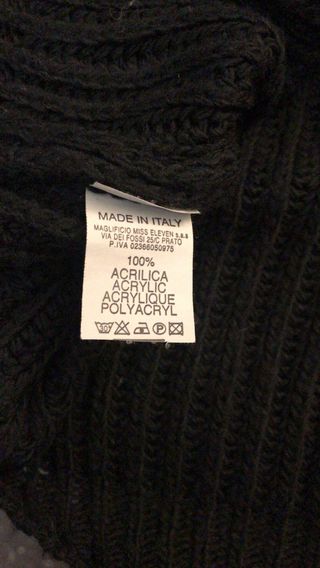 MADE IN ITALY
MAGLIFICIO MISS ELEVEN s.a.s
VIA DEI FOSSI 25/C PRATO
P.IVA 02366050975
100%
ACRILICA
ACRYLIC
ACRYLIQUE
POLYACRYL